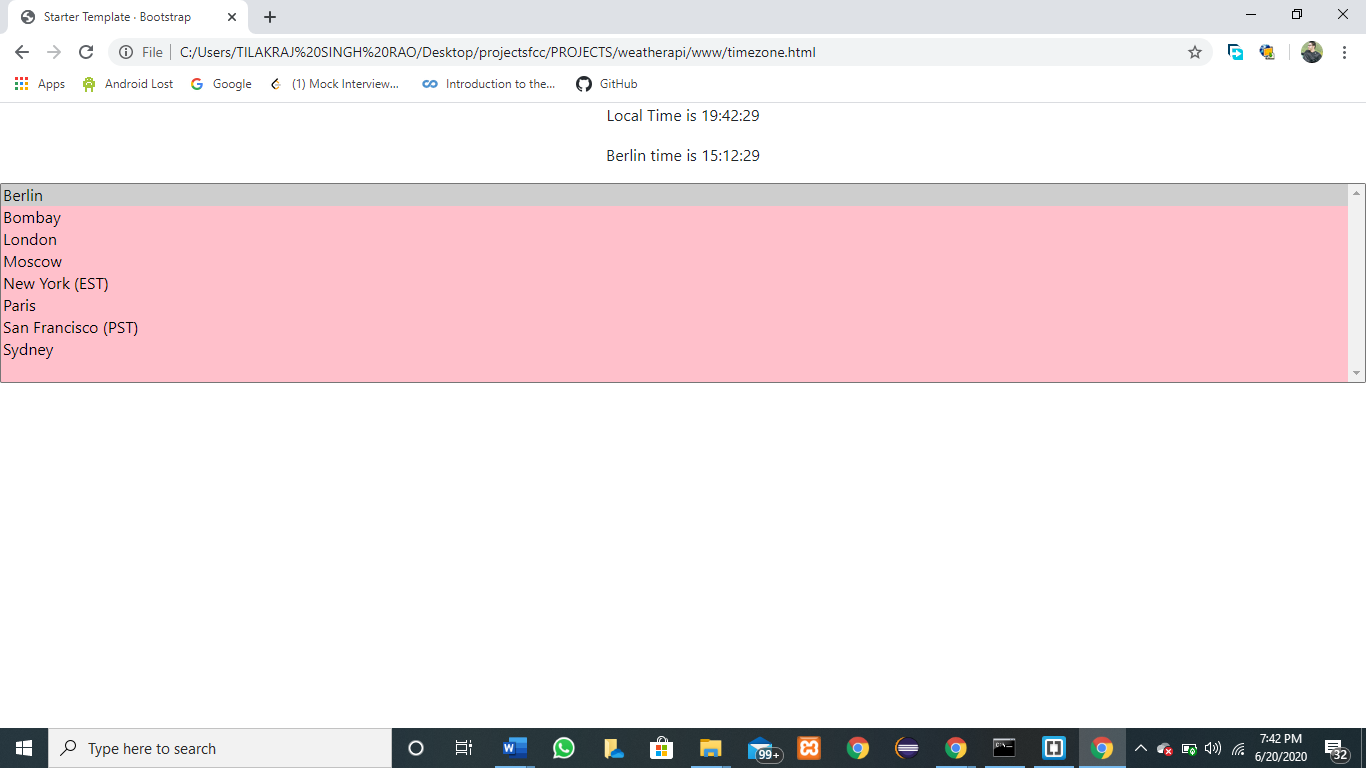 Starter Template · Bootstrap
File
C:/Users/TILAKRAJ%20SINGH%20RAO/Desktop/projectsfcc/PROJECTS/weatherapi/www/timezone.html
Apps
Android Lost
Google
(1) Mock Interview...
Introduction to the...
GitHub
Local Time is 19:42:29
Berlin time is 15:12:29
Berlin
Bombay
London
Moscow
New York (EST)
Paris
San Francisco (PST)
Sydney
Type here to search
W
99+
7:42 PM
6/20/2020
32